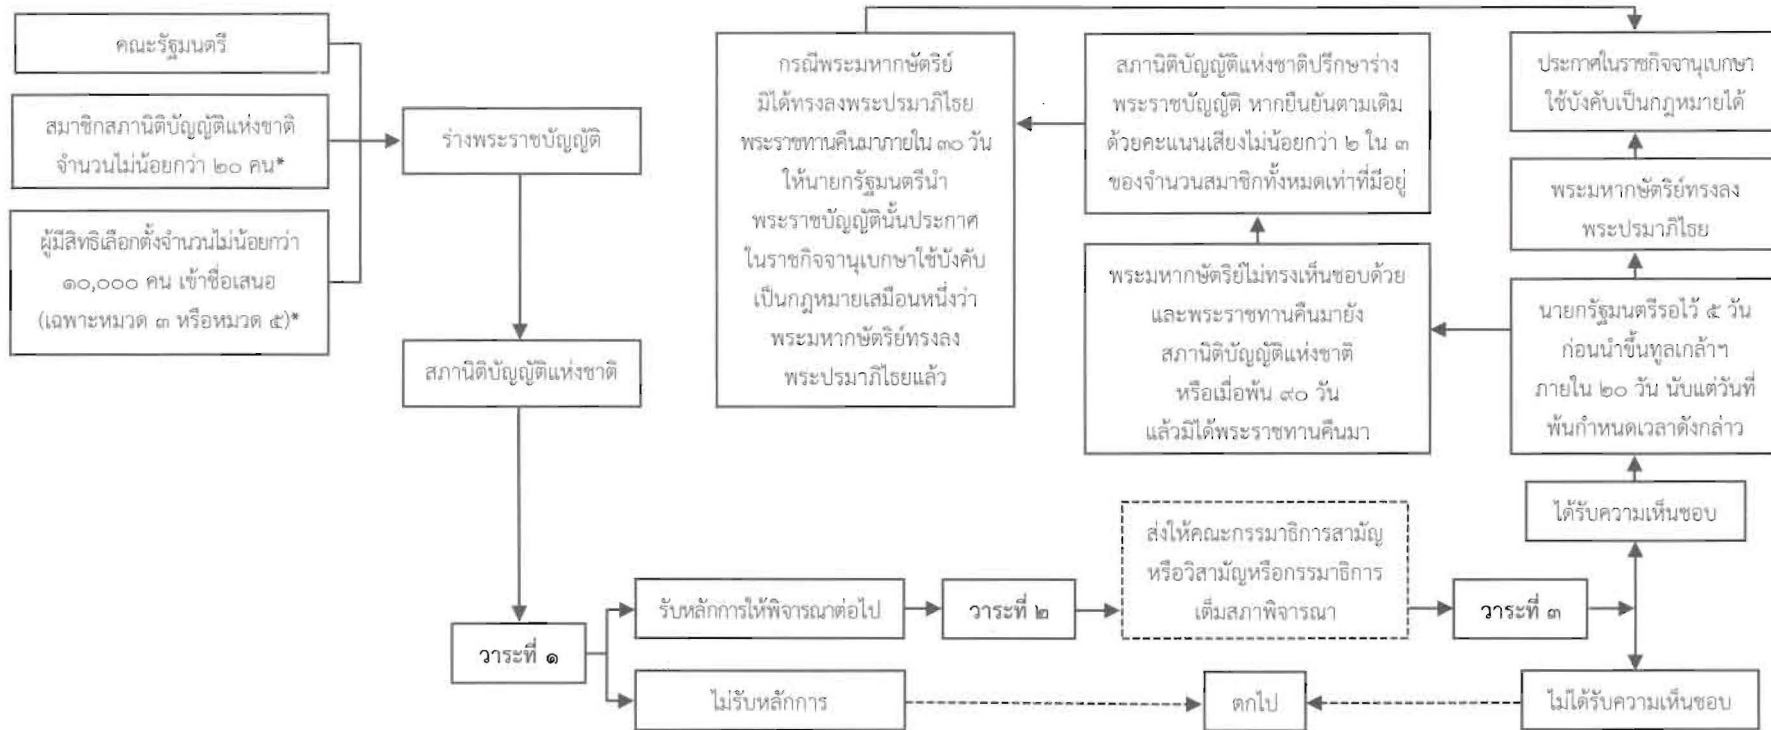 คณะรัฐมนตรี
สมาชิกสภานิติบัญญัติแห่งชาติ
จำนวนไม่น้อยกว่า ๒๐ คน*
ผู้มีสิทธิเลือกตั้งจำนวนไม่น้อยกว่า
๑๐,๐๐๐ คน เข้าชื่อเสนอ
(เฉพาะหมวด ๓ หรือหมวด ๕)*
ร่างพระราชบัญญัติ
สภานิติบัญญัติแห่งชาติ
วาระที่ ๑
รับหลักการให้พิจารณาต่อไป
ไม่รับหลักการ
วาระที่ ๒
ส่งให้คณะกรรมาธิการสามัญ
หรือวิสามัญหรือกรรมาธิการ
เต็มสภาพิจารณา
วาระที่ ๓
ตกไป
ไม่ได้รับความเห็นชอบ
ได้รับความเห็นชอบ
นายกรัฐมนตรีรอไว้ ๕ วัน
ก่อนนำขึ้นทูลเกล้าฯ
ภายใน ๒๐ วัน นับแต่วันที่
พ้นกำหนดเวลาดังกล่าว
พระมหากษัตริย์ทรงลง
พระปรมาภิไธย
ประกาศในราชกิจจานุเบกษา
ใช้บังคับเป็นกฎหมายได้
พระมหากษัตริย์ไม่ทรงเห็นชอบด้วย
และพระราชทานคืนมายัง
สภานิติบัญญัติแห่งชาติ
หรือเมื่อพ้น ๙๐ วัน
แล้วมิได้พระราชทานคืนมา
สภานิติบัญญัติแห่งชาติปรึกษาร่าง
พระราชบัญญัติ หากยืนยันตามเดิม
ด้วยคะแนนเสียงไม่น้อยกว่า ๒ ใน ๓
ของจำนวนสมาชิกทั้งหมดเท่าที่มีอยู่
กรณีพระมหากษัตริย์
มิได้ทรงลงพระปรมาภิไธย
พระราชทานคืนมาภายใน ๓๐ วัน
ให้นายกรัฐมนตรีนำ
พระราชบัญญัตินั้นประกาศ
ในราชกิจจานุเบกษาใช้บังคับ
เป็นกฎหมายเสมือนหนึ่งว่า
พระมหากษัตริย์ทรงลง
พระปรมาภิไธยแล้ว